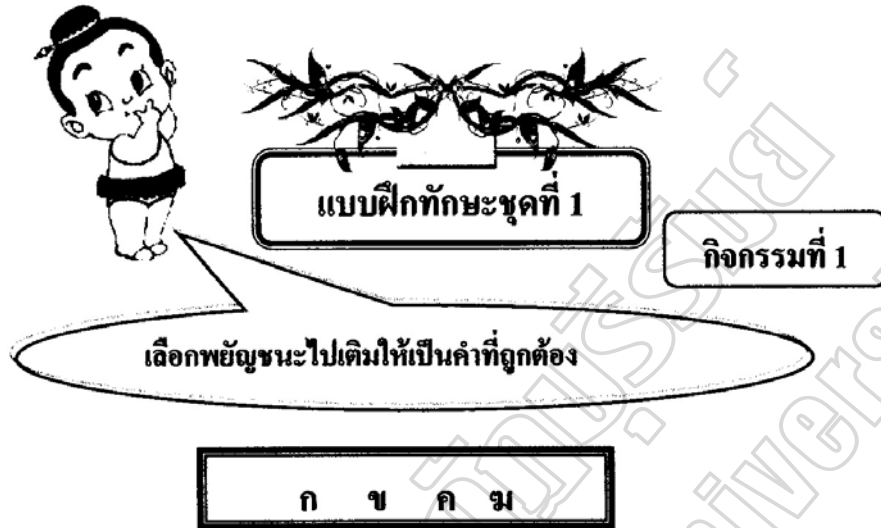 แบบฝึกทักษะชุดที่ 1
กิจกรรมที่ 1
เลือกพยัญชนะไปเติมให้เป็นคำที่ถูกต้อง
ก ข ค ฆ